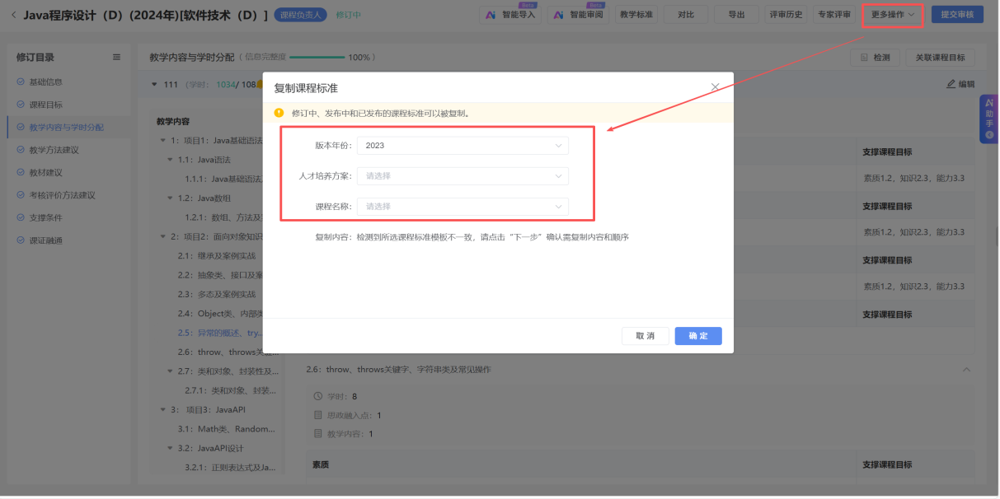 Java程序设计（D）(2024年)[软件技术（D）] 课程负责人 修订中 智能导入 Beta 智能审阅 Beta 教学标准 对比 导出 评审历史 专家评审 更多操作 提交审核
修订目录
基础信息
课程目标
教学内容与学时分配
教学方法建议
教材建议
考核评价方法建议
支撑条件
课证融通
教学内容与学时分配（信息完整度 100%）
检测 关联课程目标
111 （学时： 1034/ 108
编辑
教学内容
1：项目1：Java基础语法
1.1：Java语法
1.1.1：Java基础语法
1.2：Java数组
1.2.1：数组、方法及
2：项目2：面向对象知识
2.1：继承及案例实战
2.2：抽象类、接口及案
2.3：多态及案例实战
2.4：Object类、内部类
2.5：异常的概述、try...
2.6：throw、throws关键...
2.7：类和对象、封装性及...
2.7.1：类和对象、封装...
3： 项目3：JavaAPI
3.1：Math类、Random...
3.2：JavaAPI设计
3.2.1：正则表达式及Ja...
复制课程标准
修订中、发布中和已发布的课程标准可以被复制。
版本年份： 2023
人才培养方案： 请选择
课程名称： 请选择
复制内容：检测到所选课程标准模板不一致，请点击“下一步”确认需复制内容和顺序
取消 确定
支撑课程目标
素质1.2，知识2.3，能力3.3
支撑课程目标
素质1.2，知识2.3，能力3.3
支撑课程目标
素质1.2，知识2.3，能力3.3
支撑课程目标
2.6：throw、throws关键字、字符串类及常见操作
学时：8
思政融入点：1
教学内容：1
素质 支撑课程目标
Ai
助
手